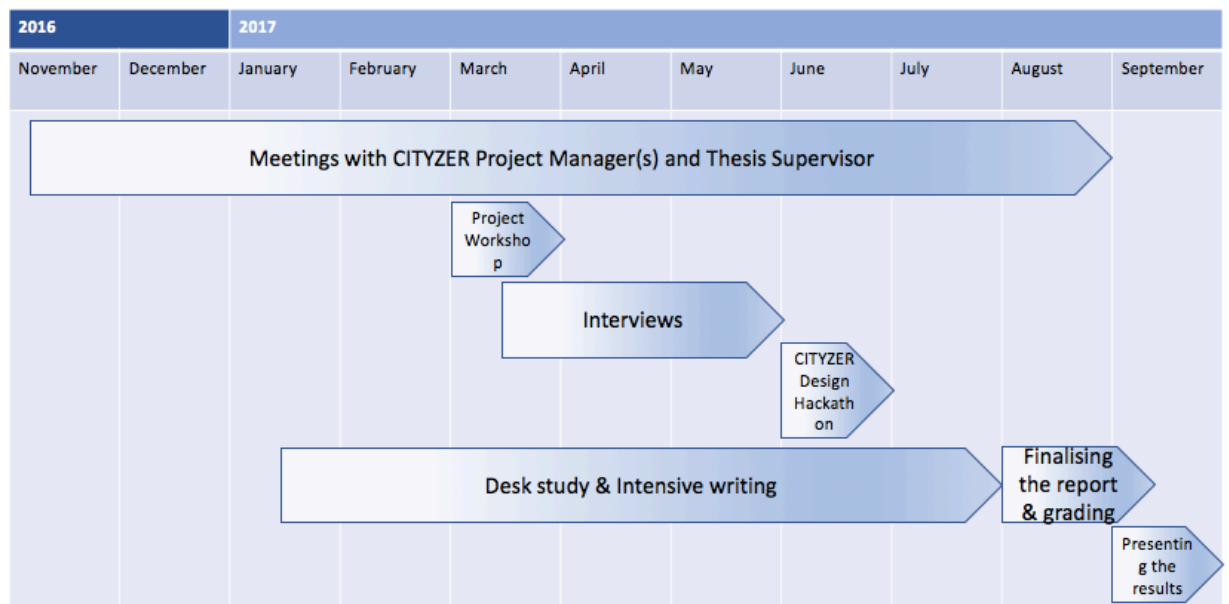 2016
2017
November
December
January
February
March
April
May
June
July
August
September
Meetings with CITYZER Project Manager(s) and Thesis Supervisor
Project
Worksho
p
Interviews
CITYZER
Design
Hackath
on
Desk study & Intensive writing
Finalising
the report
& grading
Presentin
g the
results